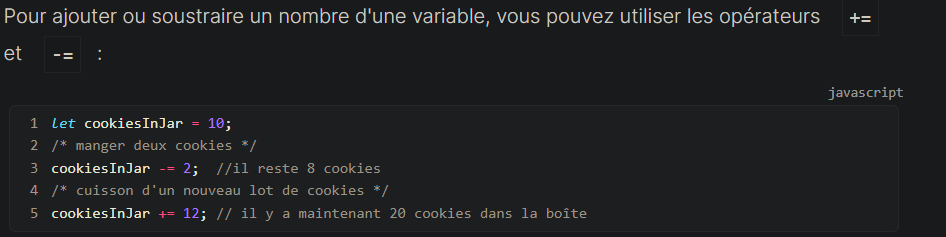 Pour ajouter ou soustraire un nombre d'une variable, vous pouvez utiliser les opérateurs +=
et -= :
javascript
1 let cookiesInJar = 10;
2 /* manger deux cookies */
3 cookiesInJar -= 2;  //il reste 8 cookies
4 /* cuisson d'un nouveau lot de cookies */
5 cookiesInJar += 12; // il y a maintenant 20 cookies dans la boîte